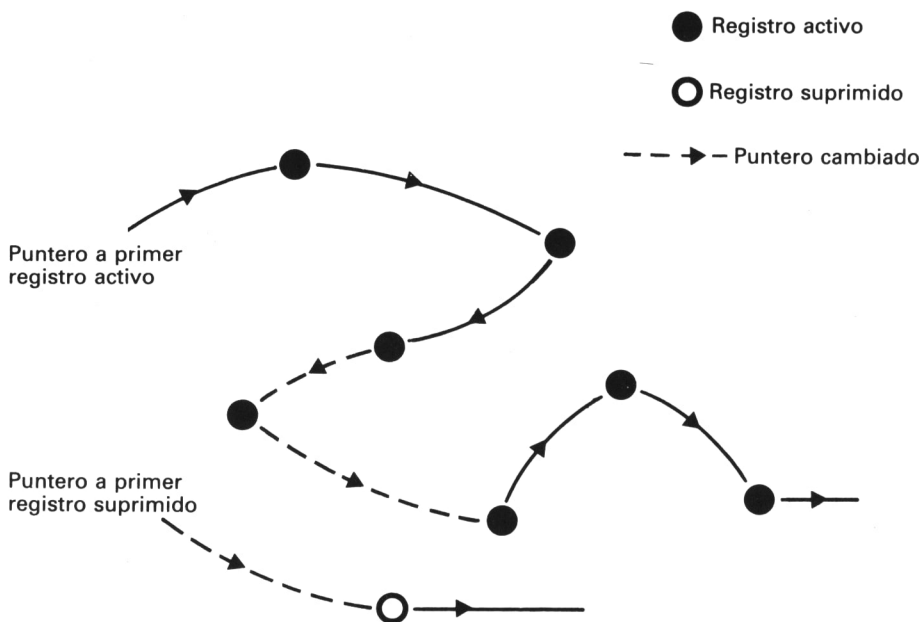 Registro activo
Registro suprimido
Puntero cambiado
Puntero a primer
registro activo
Puntero a primer
registro suprimido